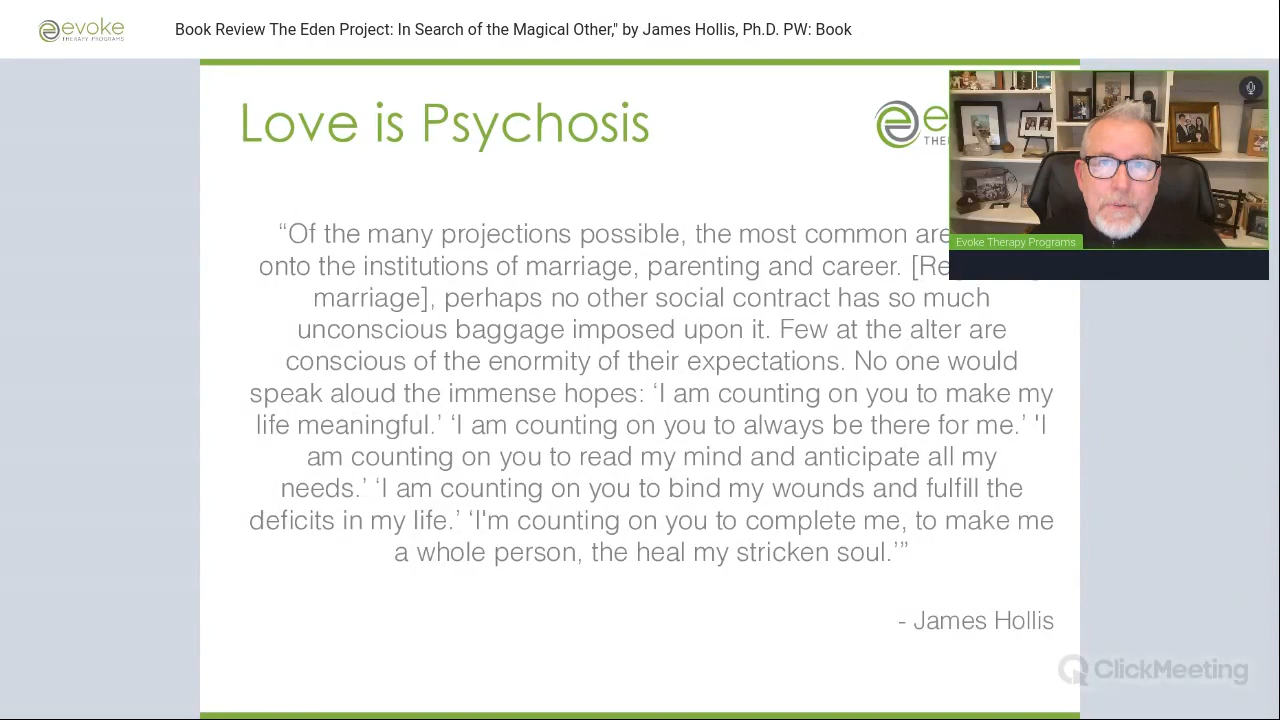 evoke
THERAPY PROGRAMS
Book Review The Eden Project: In Search of the Magical Other," by James Hollis, Ph.D. PW: Book
Love is Psychosis
e
THE
Evoke Therapy Programs
“Of the many projections possible, the most common are
onto the institutions of marriage, parenting and career.
marriage], perhaps no other social contract has so much
unconscious baggage imposed upon it. Few at the alter are
conscious of the enormity of their expectations. No one would
speak aloud the immense hopes: ‘I am counting on you to make my
life meaningful.’ ‘I am counting on you to always be there for me.’ 'I
am counting on you to read my mind and anticipate all my
needs.’ ‘I am counting on you to bind my wounds and fulfill the
deficits in my life.’ ‘I'm counting on you to complete me, to make me
a whole person, the heal my stricken soul.’”
- James Hollis
ClickMeeting